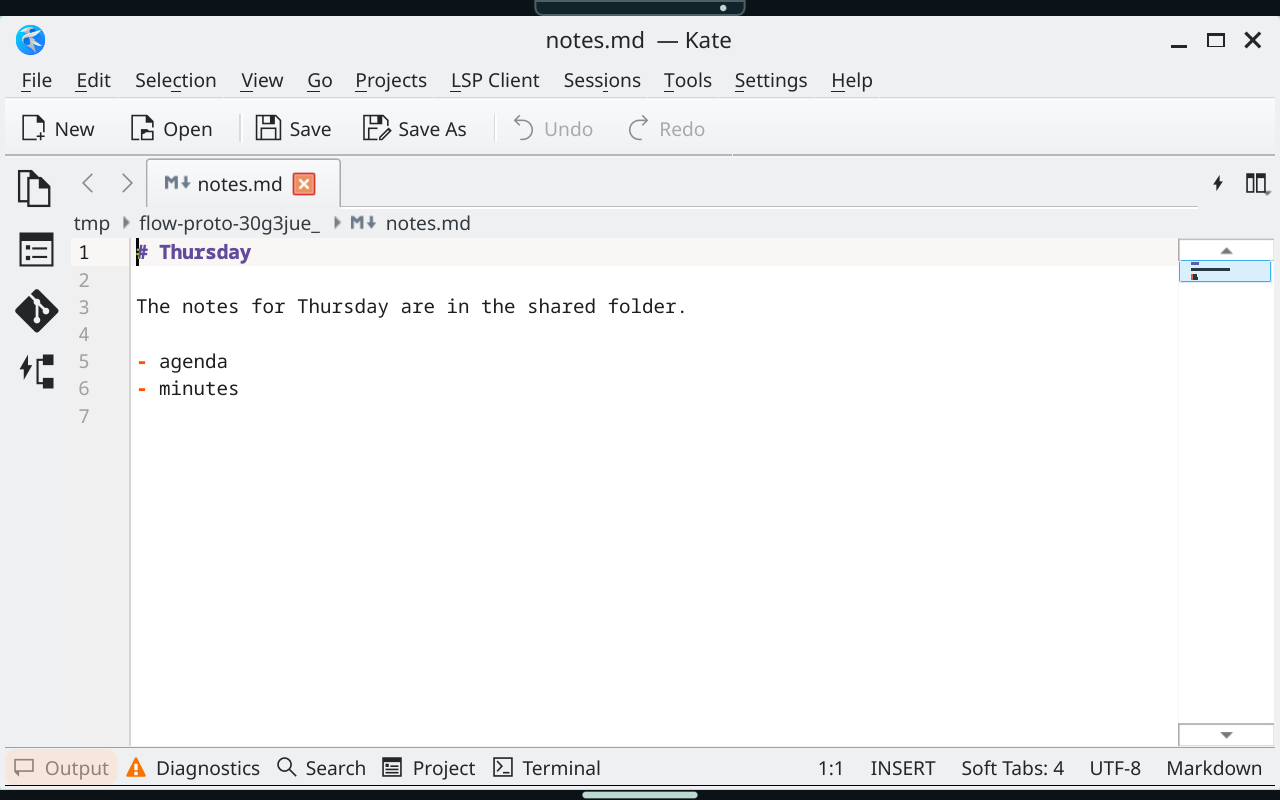 notes.md — Kate
File Edit Selection View Go Projects LSP Client Sessions Tools Settings Help
New Open Save Save As Undo Redo
notes.md
tmp flow-proto-30g3jue_ notes.md
1 # Thursday
2
3 The notes for Thursday are in the shared folder.
4
5 - agenda
6 - minutes
7
Output Diagnostics Search Project Terminal 1:1 INSERT Soft Tabs: 4 UTF-8 Markdown